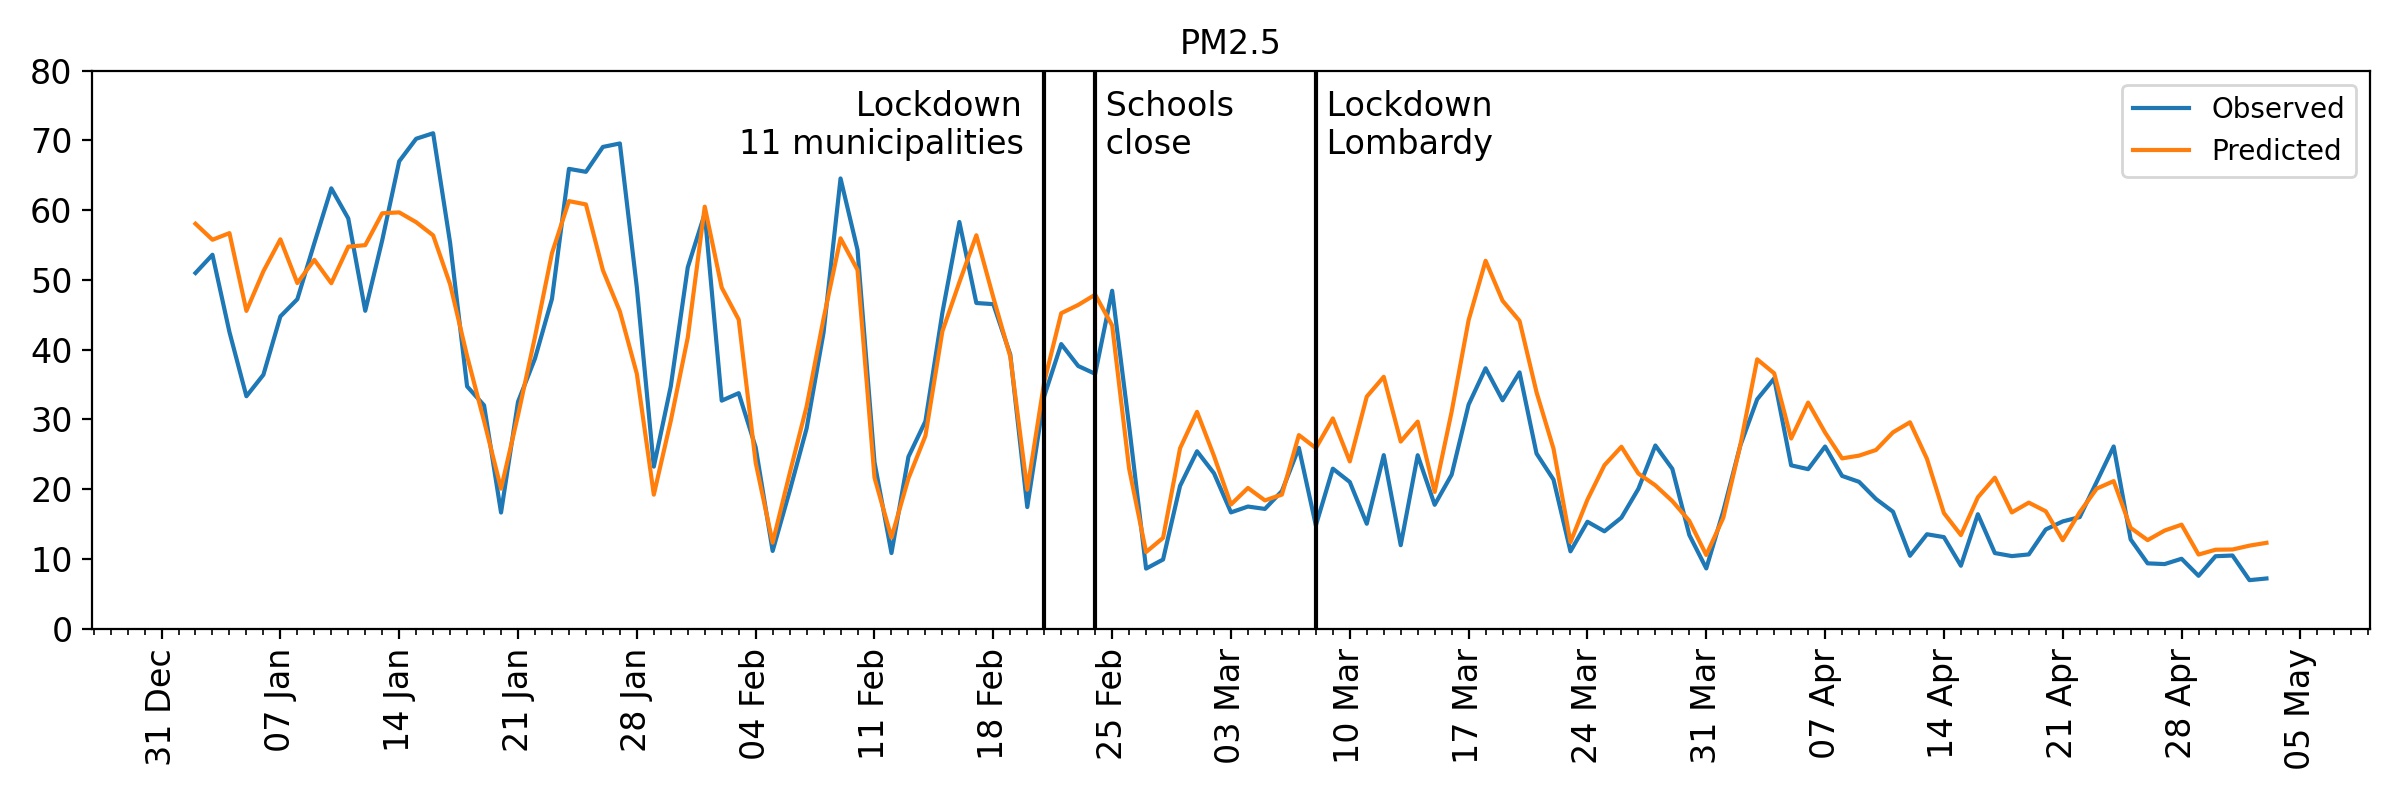 PM2.5
80
70
60
50
40
30
20
10
0
Lockdown
11 municipalities
Schools
close
Lockdown
Lombardy
Observed
Predicted
31 Dec
07 Jan
14 Jan
21 Jan
28 Jan
04 Feb
11 Feb
18 Feb
25 Feb
03 Mar
10 Mar
17 Mar
24 Mar
31 Mar
07 Apr
14 Apr
21 Apr
28 Apr
05 May